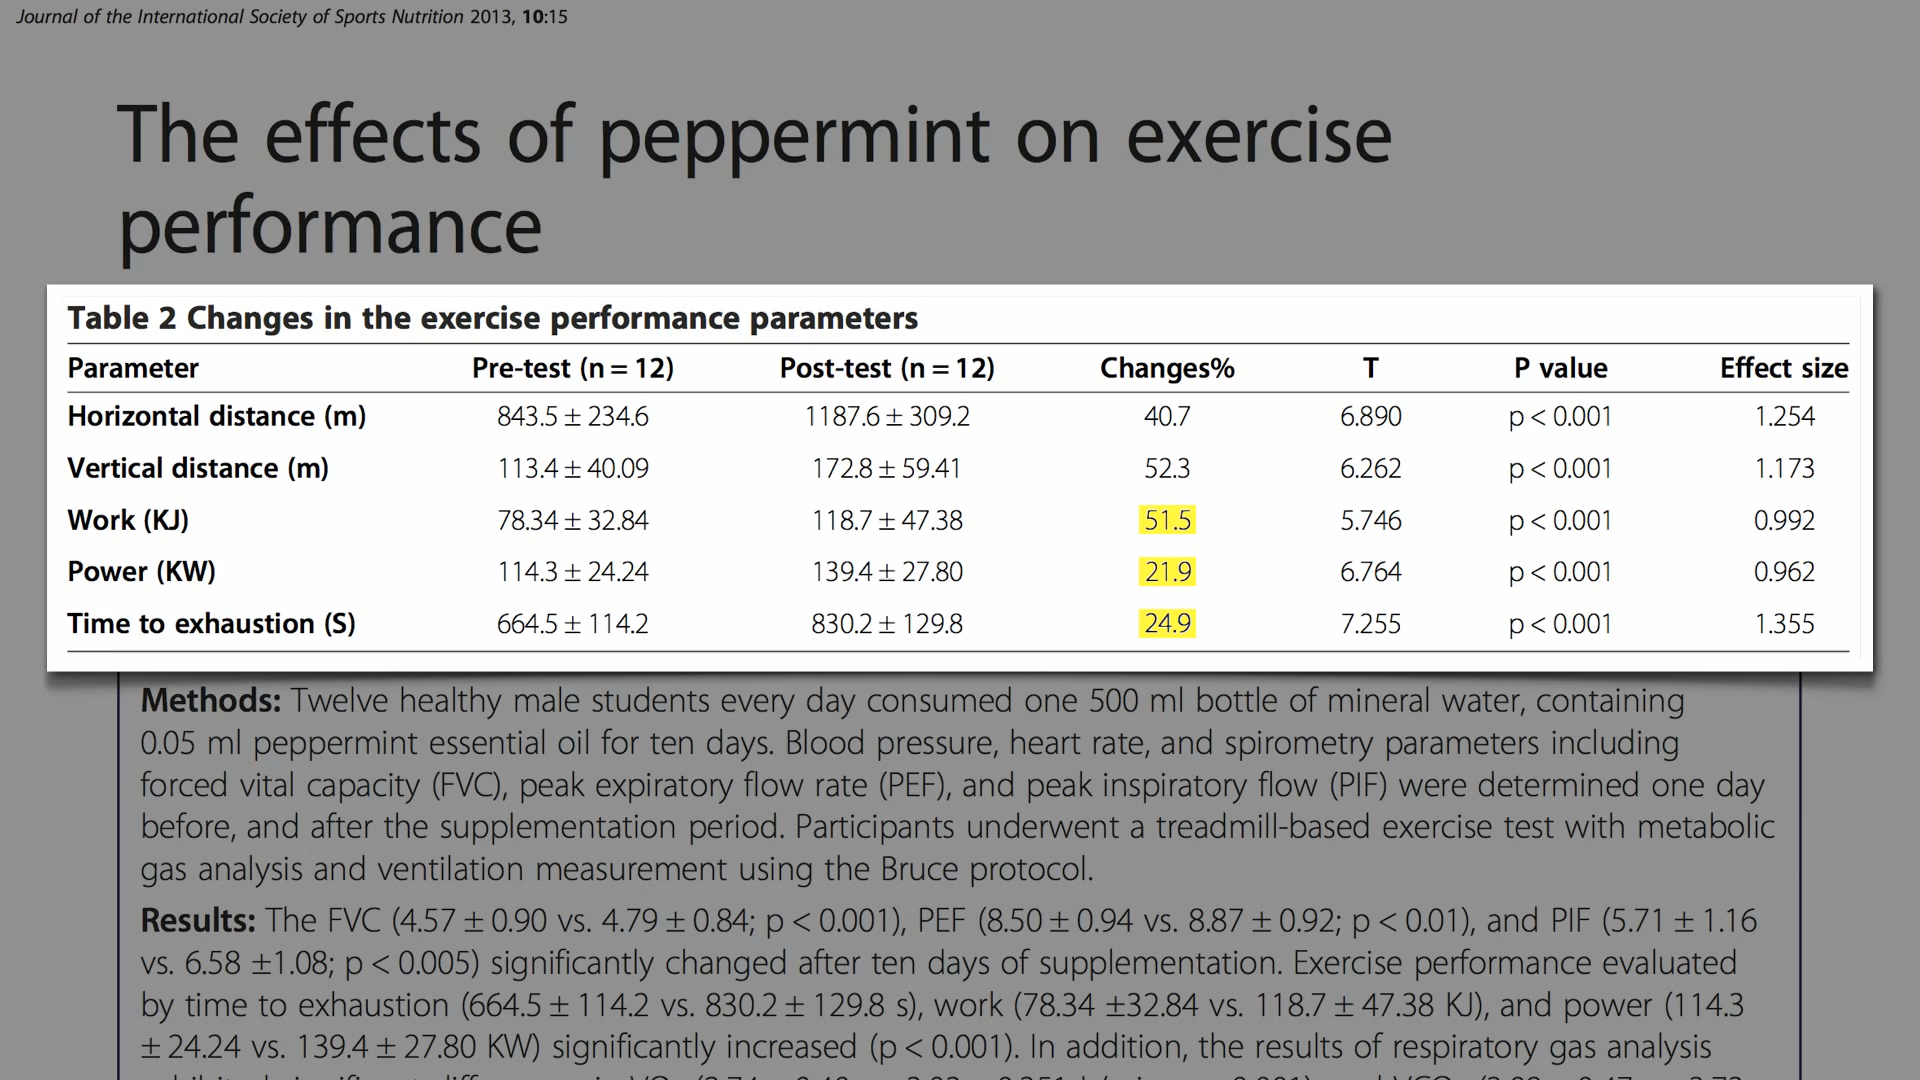 Journal of the International Society of Sports Nutrition 2013, 10:15
The effects of peppermint on exercise
performance
Table 2 Changes in the exercise performance parameters
Parameter Pre-test (n = 12) Post-test (n = 12) Changes% T P value Effect size
Horizontal distance (m) 843.5 ± 234.6 1187.6 ± 309.2 40.7 6.890 p < 0.001 1.254
Vertical distance (m) 113.4 ± 40.09 172.8 ± 59.41 52.3 6.262 p < 0.001 1.173
Work (KJ) 78.34 ± 32.84 118.7 ± 47.38 51.5 5.746 p < 0.001 0.992
Power (KW) 114.3 ± 24.24 139.4 ± 27.80 21.9 6.764 p < 0.001 0.962
Time to exhaustion (S) 664.5 ± 114.2 830.2 ± 129.8 24.9 7.255 p < 0.001 1.355
Methods: Twelve healthy male students every day consumed one 500 ml bottle of mineral water, containing
0.05 ml peppermint essential oil for ten days. Blood pressure, heart rate, and spirometry parameters including
forced vital capacity (FVC), peak expiratory flow rate (PEF), and peak inspiratory flow (PIF) were determined one day
before, and after the supplementation period. Participants underwent a treadmill-based exercise test with metabolic
gas analysis and ventilation measurement using the Bruce protocol.
Results: The FVC (4.57 ± 0.90 vs. 4.79 ± 0.84; p < 0.001), PEF (8.50 ± 0.94 vs. 8.87 ± 0.92; p < 0.01), and PIF (5.71 ± 1.16
vs. 6.58 ±1.08; p < 0.005) significantly changed after ten days of supplementation. Exercise performance evaluated
by time to exhaustion (664.5 ± 114.2 vs. 830.2 ± 129.8 s), work (78.34 ±32.84 vs. 118.7 ± 47.38 KJ), and power (114.3
± 24.24 vs. 139.4 ± 27.80 KW) significantly increased (p < 0.001). In addition, the results of respiratory gas analysis